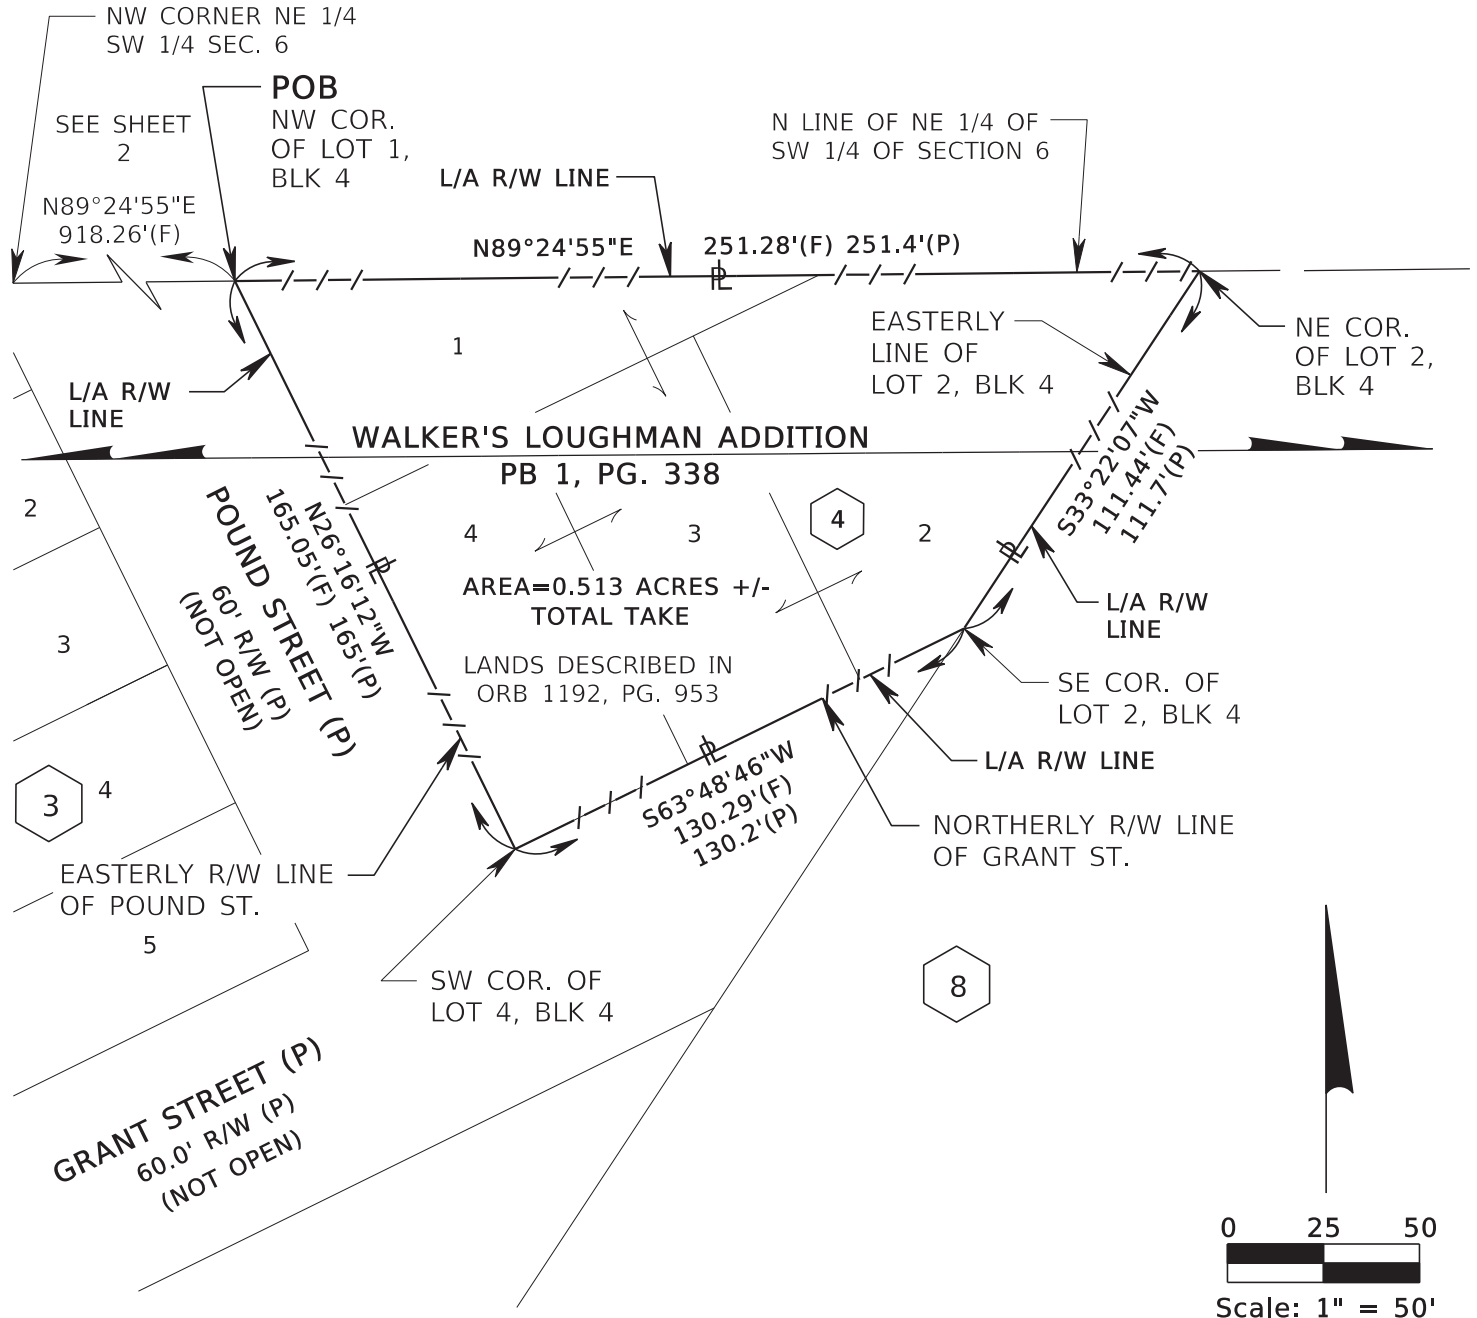 NW CORNER NE 1/4
SW 1/4 SEC. 6
POB
NW COR.
OF LOT 1,
BLK 4
SEE SHEET
2
N89°24'55"E
918.26'(F)
L/A R/W LINE
N LINE OF NE 1/4 OF
SW 1/4 OF SECTION 6
N89°24'55"E 251.28'(F) 251.4'(P)
PL
1
EASTERLY
LINE OF
LOT 2, BLK 4
NE COR.
OF LOT 2,
BLK 4
L/A R/W
LINE
WALKER'S LOUGHMAN ADDITION
PB 1, PG. 338
S33°22'07"W
111.44'(F)
111.7'(P)
PL
2
3
4
5
3
POUND STREET (P)
60' R/W (P)
(NOT OPEN)
N26°16'12"W
165.05'(F) 165'(P)
PL
4
3
4
2
AREA=0.513 ACRES +/-
TOTAL TAKE
LANDS DESCRIBED IN
ORB 1192, PG. 953
L/A R/W
LINE
SE COR. OF
LOT 2, BLK 4
L/A R/W LINE
PL
S63°48'46"W
130.29'(F)
130.2'(P)
NORTHERLY R/W LINE
OF GRANT ST.
EASTERLY R/W LINE
OF POUND ST.
SW COR. OF
LOT 4, BLK 4
8
GRANT STREET (P)
60.0' R/W (P)
(NOT OPEN)
0 25 50
Scale: 1" = 50'